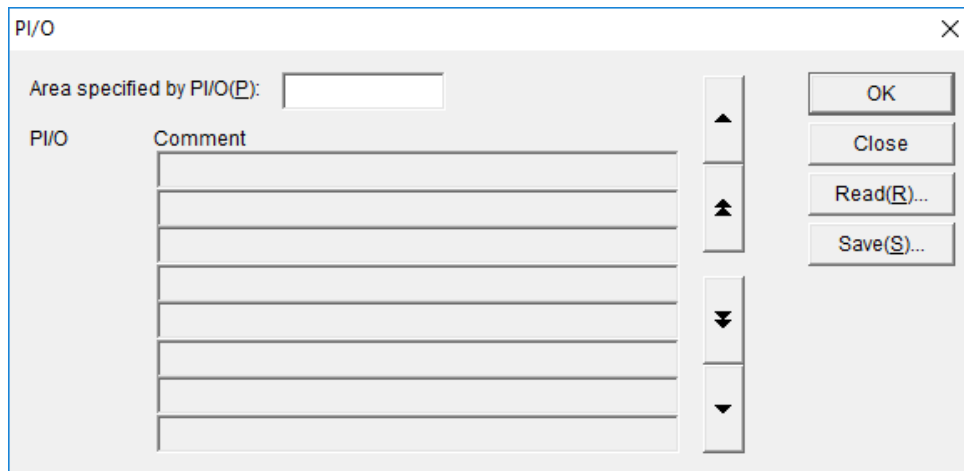 PI/O
Area specified by PI/O(P):
OK
PI/O Comment
Close
Read(R)...
Save(S)...